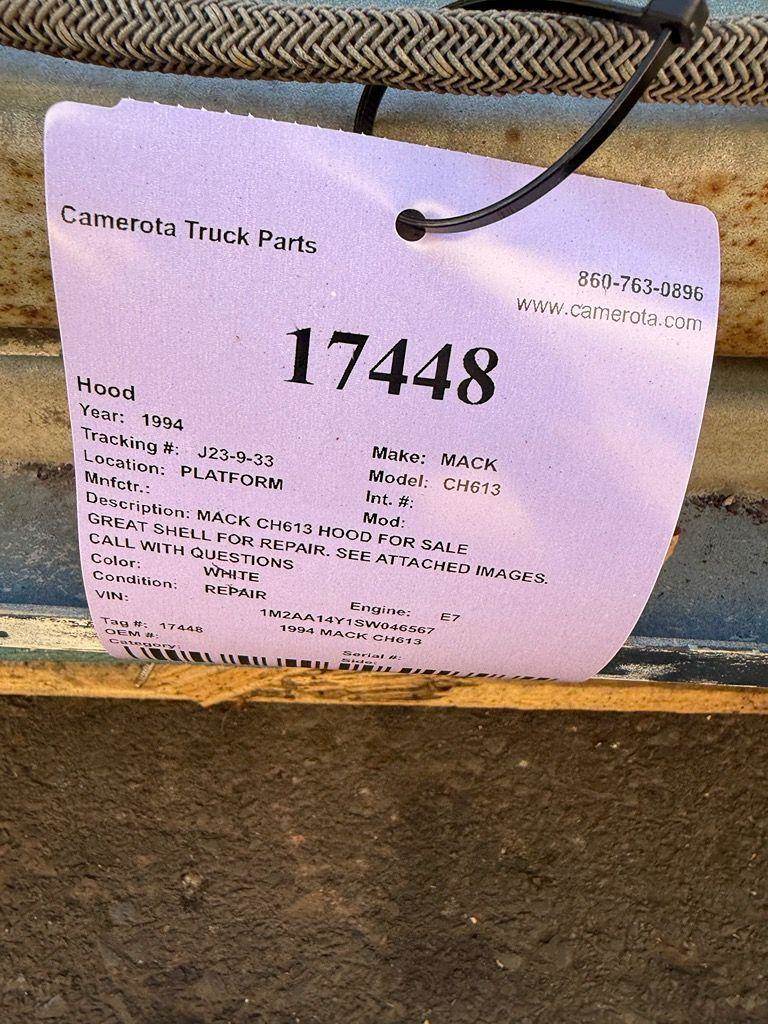 Camerota Truck Parts
860-763-0896
www.camerota.com
17448
Hood
Year: 1994
Make: MACK
Tracking #: J23-9-33
Model: CH613
Location: PLATFORM
Int. #:
Mnfctr.:
Mod:
Description: MACK CH613 HOOD FOR SALE
GREAT SHELL FOR REPAIR. SEE ATTACHED IMAGES.
CALL WITH QUESTIONS
Color: WHITE
Condition: REPAIR
Engine: E7
VIN: 1M2AA14Y1SW046567
Tag #: 17448
1994 MACK CH613
OEM #:
Serial #:
Category:
Side: